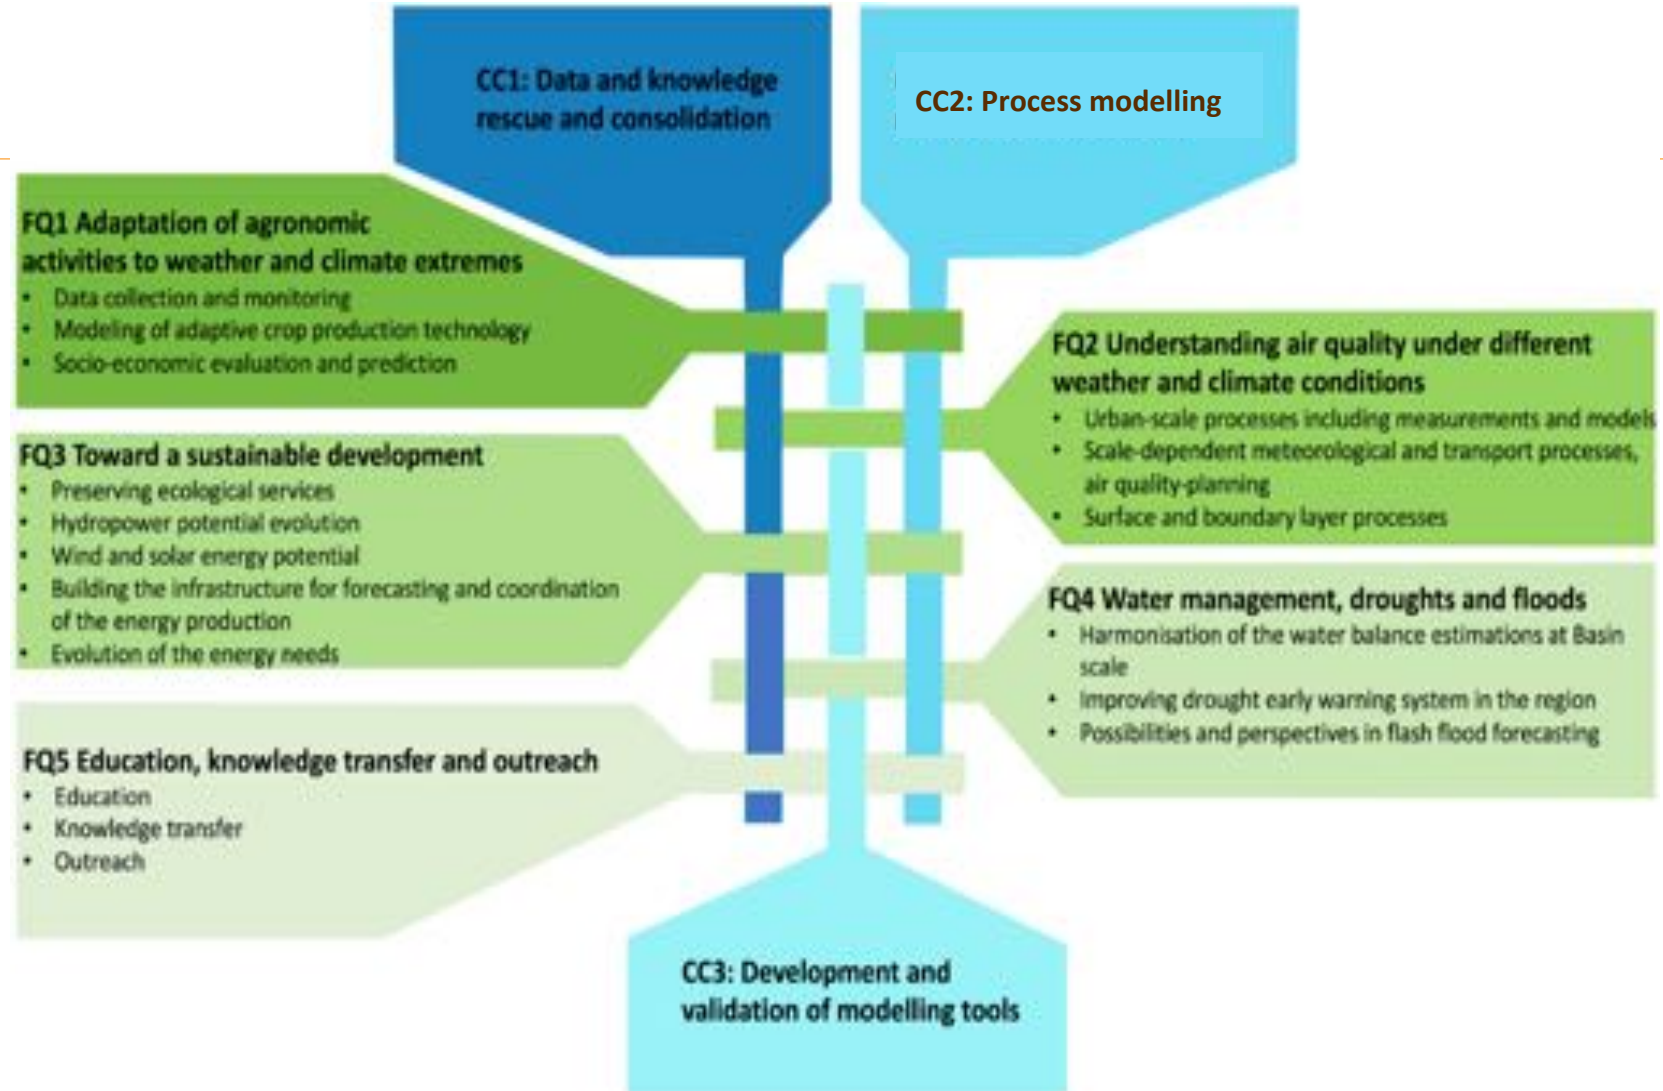 CC1: Data and knowledge
rescue and consolidation
CC2: Process modelling
FQ1 Adaptation of agronomic
activities to weather and climate extremes
• Data collection and monitoring
• Modeling of adaptive crop production technology
• Socio-economic evaluation and prediction
FQ2 Understanding air quality under different
weather and climate conditions
• Urban-scale processes including measurements and models
• Scale-dependent meteorological and transport processes,
air quality-planning
• Surface and boundary layer processes
FQ3 Toward a sustainable development
• Preserving ecological services
• Hydropower potential evolution
• Wind and solar energy potential
• Building the infrastructure for forecasting and coordination
of the energy production
• Evolution of the energy needs
FQ4 Water management, droughts and floods
• Harmonisation of the water balance estimations at Basin
scale
• Improving drought early warning system in the region
• Possibilities and perspectives in flash flood forecasting
FQ5 Education, knowledge transfer and outreach
• Education
• Knowledge transfer
• Outreach
CC3: Development and
validation of modelling tools